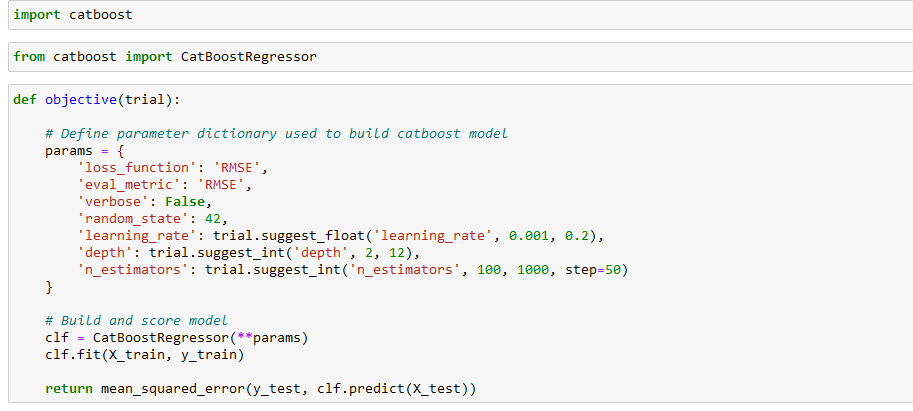 import catboost
from catboost import CatBoostRegressor
def objective(trial):
    # Define parameter dictionary used to build catboost model
    params = {
        'loss_function': 'RMSE',
        'eval_metric': 'RMSE',
        'verbose': False,
        'random_state': 42,
        'learning_rate': trial.suggest_float('learning_rate', 0.001, 0.2),
        'depth': trial.suggest_int('depth', 2, 12),
        'n_estimators': trial.suggest_int('n_estimators', 100, 1000, step=50)
    }
    # Build and score model
    clf = CatBoostRegressor(**params)
    clf.fit(X_train, y_train)
    return mean_squared_error(y_test, clf.predict(X_test))